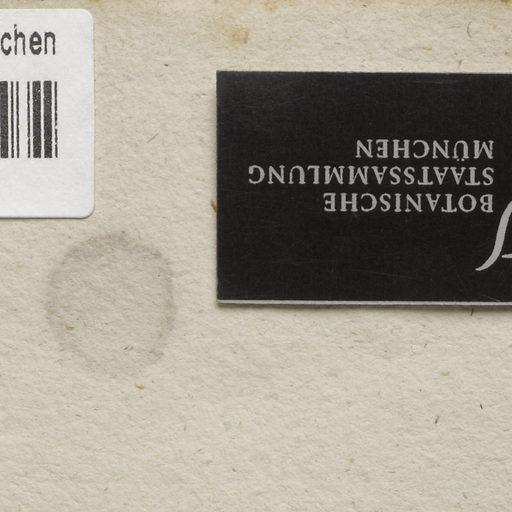 chen
BOTANISCHE
STAATSSAMMLUNG
MÜNCHEN